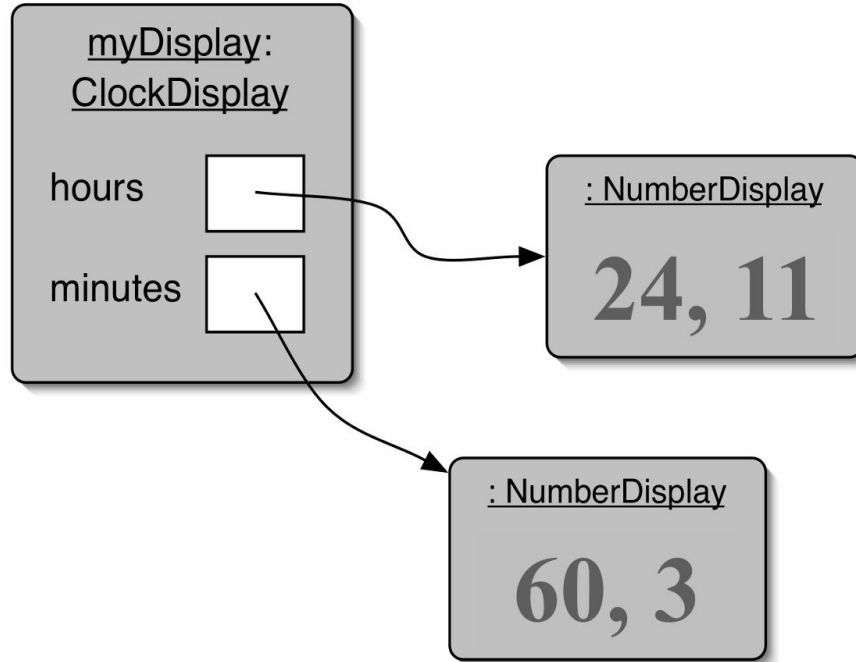 myDisplay:
ClockDisplay
hours
minutes
: NumberDisplay
24, 11
: NumberDisplay
60, 3